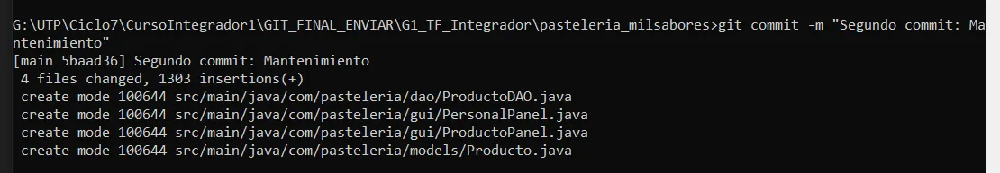 G:\UTP\Ciclo7\CursoIntegrador1\GIT_FINAL_ENVIAR\G1_TF_Integrador\pasteleria_milsabores>git commit -m "Segundo commit: Ma
ntenimiento"
[main 5baad36] Segundo commit: Mantenimiento
 4 files changed, 1303 insertions(+)
 create mode 100644 src/main/java/com/pasteleria/dao/ProductoDAO.java
 create mode 100644 src/main/java/com/pasteleria/gui/PersonalPanel.java
 create mode 100644 src/main/java/com/pasteleria/gui/ProductoPanel.java
 create mode 100644 src/main/java/com/pasteleria/models/Producto.java